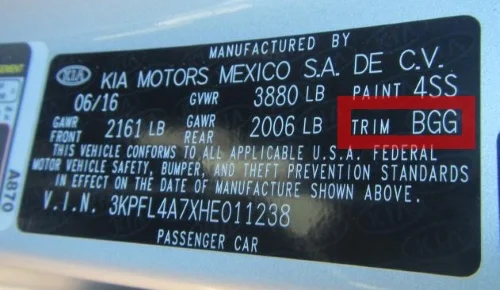 MANUFACTURED BY
KIA KIA MOTORS MEXICO S.A. DE C.V.
06/16 GVWR 3880 LB PAINT 4SS
GAWR FRONT 2161 LB GAWR REAR 2006 LB TRIM BGG
THIS VEHICLE CONFORMS TO ALL APPLICABLE U.S.A. FEDERAL
MOTOR VEHICLE SAFETY, BUMPER, AND THEFT PREVENTION STANDARDS
IN EFFECT ON THE DATE OF MANUFACTURE SHOWN ABOVE.
V.I.N. 3KPFL4A7XHE011238
PASSENGER CAR
A870